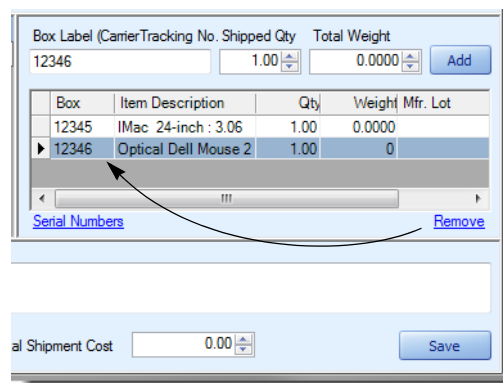 Box Label (CarrierTracking No. Shipped Qty Total Weight
12346 1.00 0.0000 Add
Box Item Description Qty Weight Mfr. Lot
12345 IMac 24-inch : 3.06 1.00 0.0000
12346 Optical Dell Mouse 2 1.00 0
Serial Numbers Remove
al Shipment Cost 0.00 Save